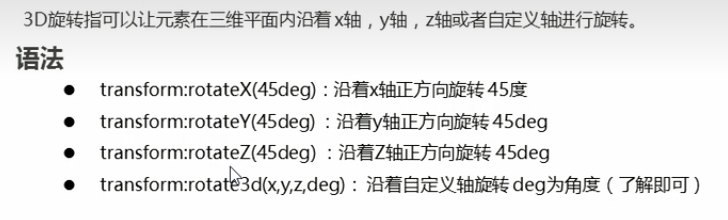 3D旋转指可以让元素在三维平面内沿着 x轴，y轴，z轴或者自定义轴进行旋转。
语法
● transform:rotateX(45deg)：沿着x轴正方向旋转 45度
● transform:rotateY(45deg) ：沿着y轴正方向旋转 45deg
● transform:rotateZ(45deg) ：沿着Z轴正方向旋转 45deg
● transform:rotate3d(x,y,z,deg)： 沿着自定义轴旋转 deg为角度（了解即可）